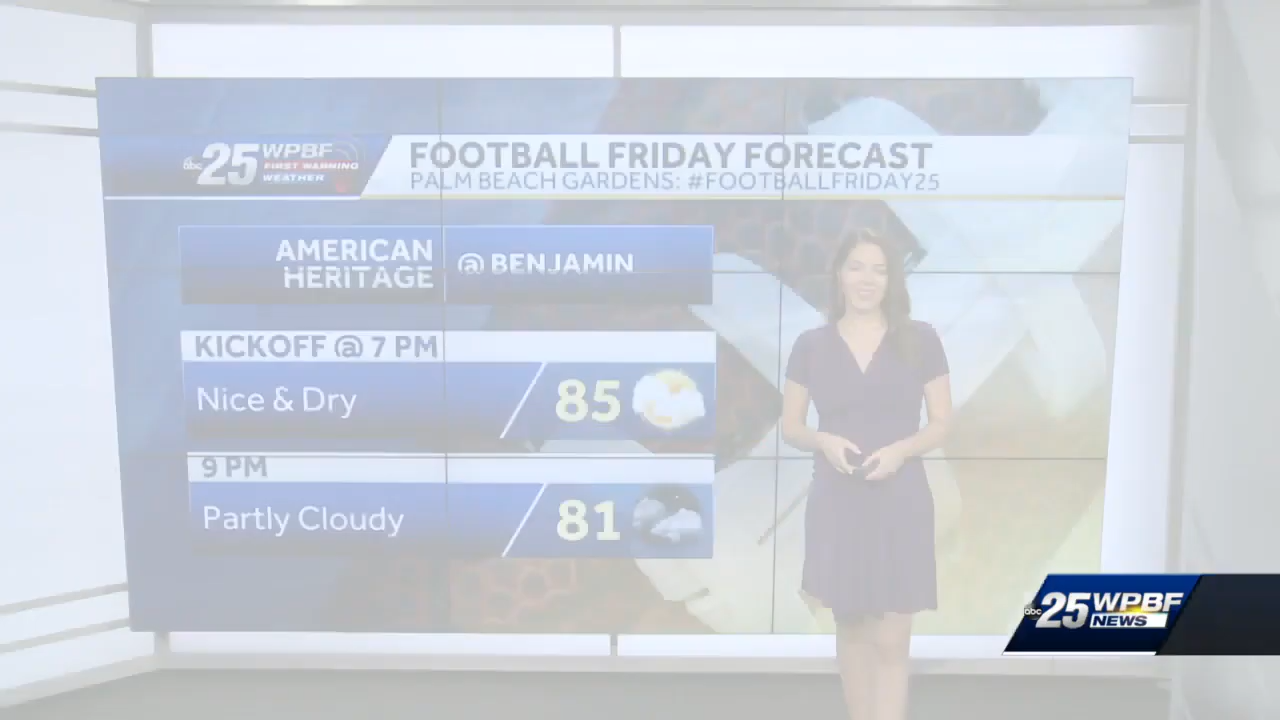 abc 25 WPBF
FIRST WARNING
WEATHER
FOOTBALL FRIDAY FORECAST
PALM BEACH GARDENS: #FOOTBALLFRIDAY25
AMERICAN
HERITAGE
@ BENJAMIN
KICKOFF @ 7 PM
Nice & Dry
85
9 PM
Partly Cloudy
81
abc 25 WPBF
NEWS